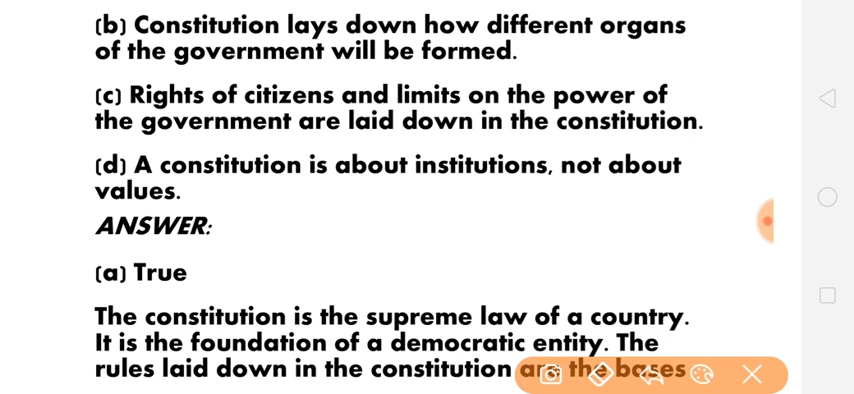 (b) Constitution lays down how different organs
of the government will be formed.
(c) Rights of citizens and limits on the power of
the government are laid down in the constitution.
(d) A constitution is about institutions, not about
values.
ANSWER:
(a) True
The constitution is the supreme law of a country.
It is the foundation of a democratic entity. The
rules laid down in the constitution are the bases